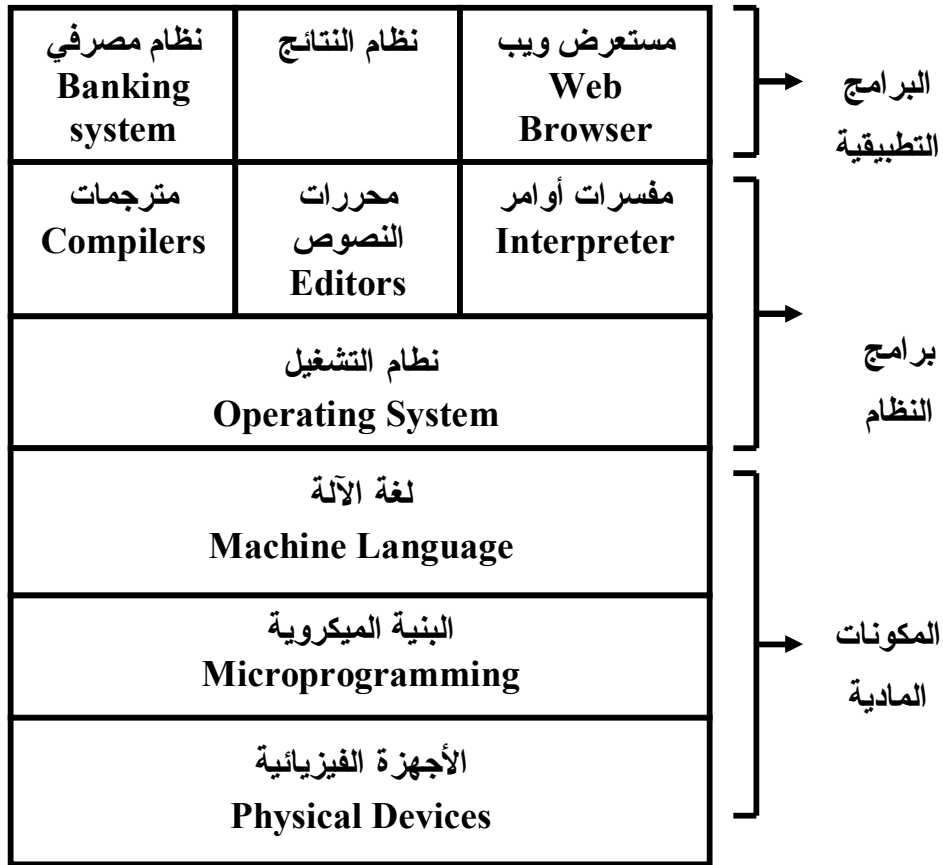 نظام مصرفي
Banking
system
نظام النتائج
مستعرض ويب
Web
Browser
البرامج
التطبيقية
مترجمات
Compilers
محررات
النصوص
Editors
مفسرات أوامر
Interpreter
نطام التشغيل
Operating System
برامج
النظام
لغة الآلة
Machine Language
البنية الميكروية
Microprogramming
الأجهزة الفيزيائية
Physical Devices
المكونات
المادية